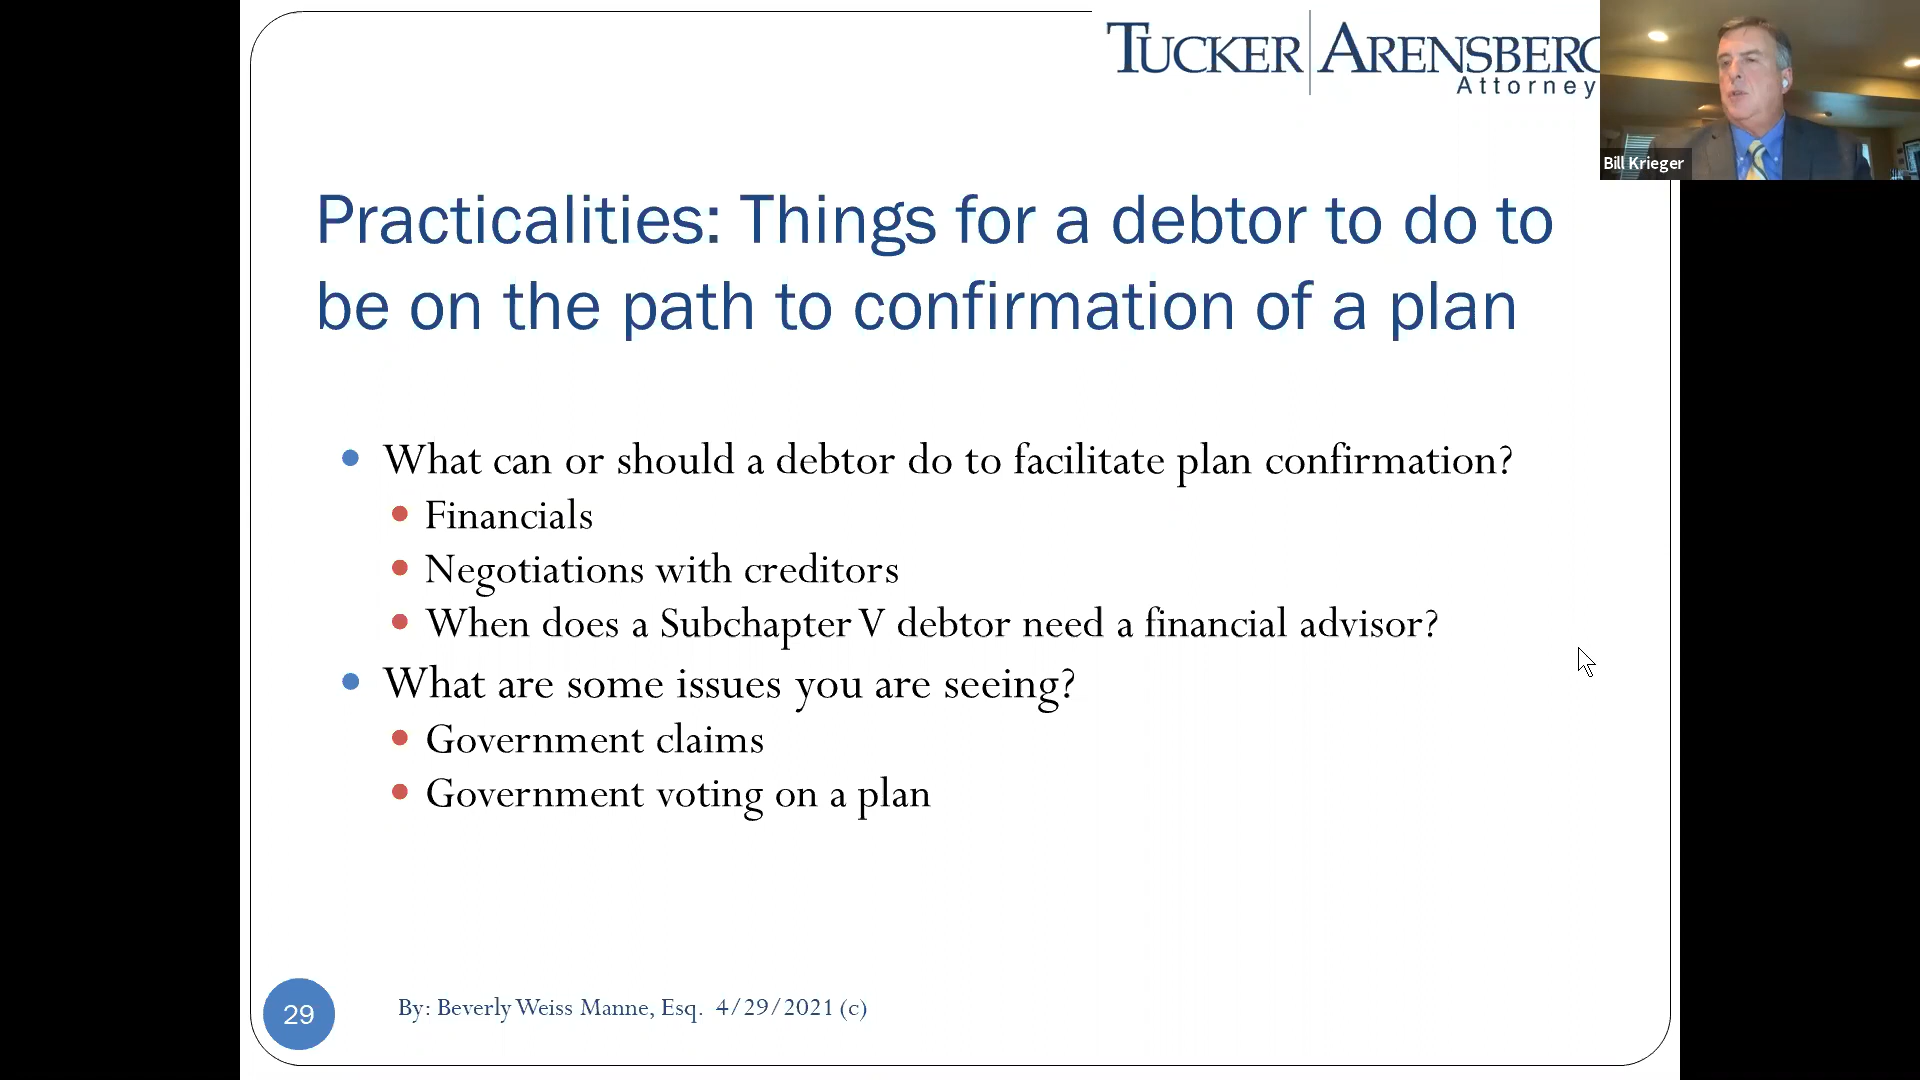 TUCKER ARENSBERG
Attorney
Bill Krieger
Practicalities: Things for a debtor to do to
be on the path to confirmation of a plan
What can or should a debtor do to facilitate plan confirmation?
Financials
Negotiations with creditors
When does a Subchapter V debtor need a financial advisor?
What are some issues you are seeing?
Government claims
Government voting on a plan
29
By: Beverly Weiss Manne, Esq. 4/29/2021 (c)